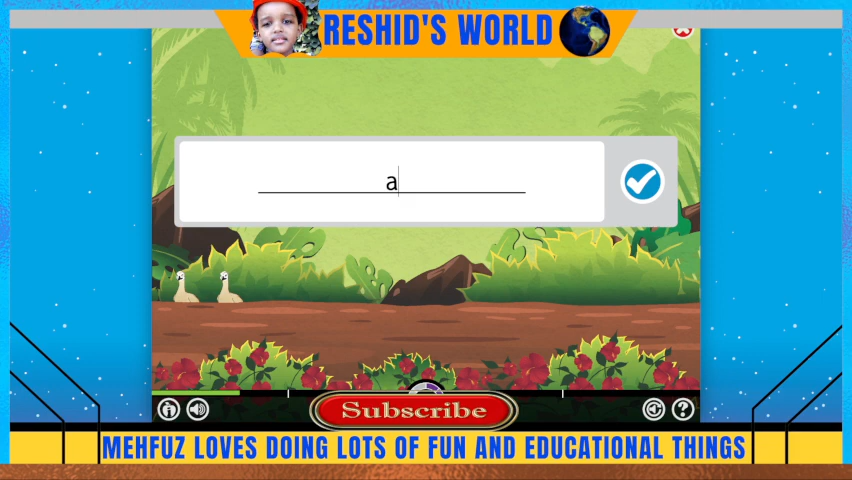 RESHID'S WORLD
a
Subscribe
MEHFUZ LOVES DOING LOTS OF FUN AND EDUCATIONAL THINGS